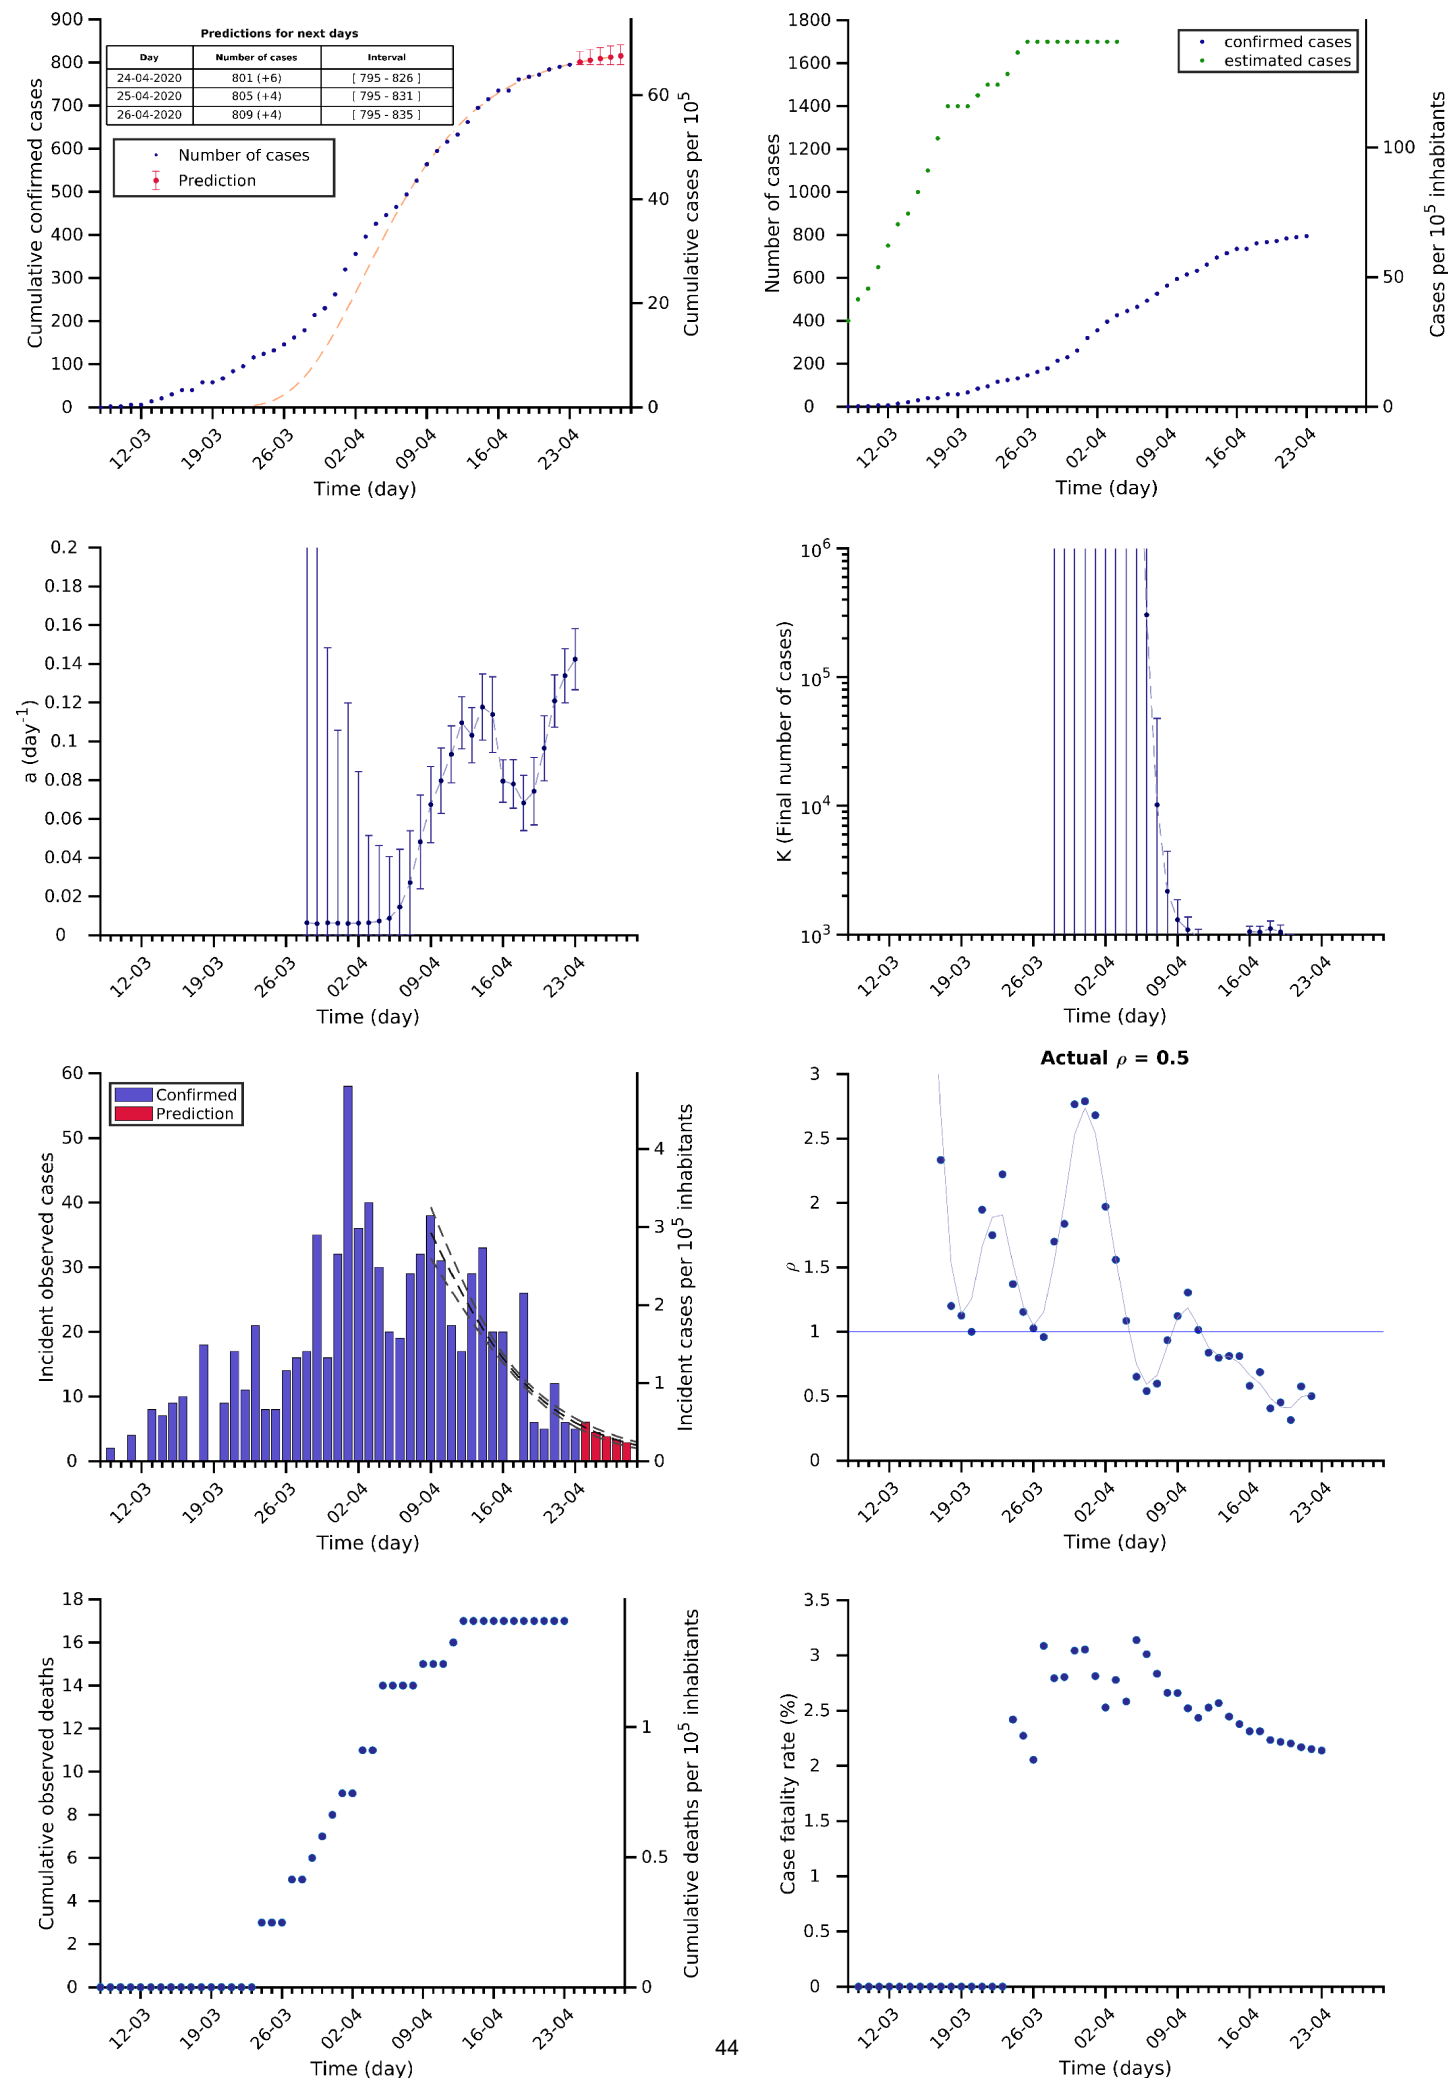 Predictions for next days
Day Number of cases Interval
24-04-2020 801 (+6) [ 795 - 826 ]
25-04-2020 805 (+4) [ 795 - 831 ]
26-04-2020 809 (+4) [ 795 - 835 ]
Number of cases
Prediction
Cumulative confirmed cases
900
800
700
600
500
400
300
200
100
0
60
40
20
0
Cumulative cases per 10^5
12-03 19-03 26-03 02-04 09-04 16-04 23-04
Time (day)
confirmed cases
estimated cases
Number of cases
1800
1600
1400
1200
1000
800
600
400
200
0
100
50
0
Cases per 10^5 inhabitants
12-03 19-03 26-03 02-04 09-04 16-04 23-04
Time (day)
a (day^-1)
0.2
0.18
0.16
0.14
0.12
0.1
0.08
0.06
0.04
0.02
0
12-03 19-03 26-03 02-04 09-04 16-04 23-04
Time (day)
K (Final number of cases)
10^6
10^5
10^4
10^3
12-03 19-03 26-03 02-04 09-04 16-04 23-04
Time (day)
Confirmed
Prediction
Incident observed cases
60
50
40
30
20
10
0
4
3
2
1
0
Incident cases per 10^5 inhabitants
12-03 19-03 26-03 02-04 09-04 16-04 23-04
Time (day)
Actual ρ = 0.5
ρ
3
2.5
2
1.5
1
0.5
0
12-03 19-03 26-03 02-04 09-04 16-04 23-04
Time (day)
Cumulative observed deaths
18
16
14
12
10
8
6
4
2
0
1
0.5
0
Cumulative deaths per 10^5 inhabitants
12-03 19-03 26-03 02-04 09-04 16-04 23-04
Time (day)
Case fatality rate (%)
3.5
3
2.5
2
1.5
1
0.5
0
12-03 19-03 26-03 02-04 09-04 16-04 23-04
Time (days)
44